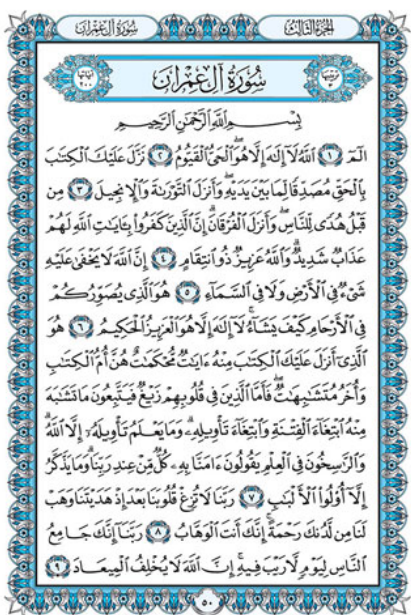 سُورَةُ آلِ عِمْرَانَ
الجُزْءُ الثَّالِثُ
سُورَةُ آلِ عِمْرَانَ
بِسْمِ ٱللَّهِ ٱلرَّحْمَٰنِ ٱلرَّحِيمِ
الٓمٓ ١ ٱللَّهُ لَآ إِلَٰهَ إِلَّا هُوَ ٱلْحَىُّ ٱلْقَيُّومُ ٢ نَزَّلَ عَلَيْكَ ٱلْكِتَٰبَ
بِٱلْحَقِّ مُصَدِّقًا لِّمَا بَيْنَ يَدَيْهِ وَأَنزَلَ ٱلتَّوْرَىٰةَ وَٱلْإِنجِيلَ ٣ مِن
قَبْلُ هُدًى لِّلنَّاسِ وَأَنزَلَ ٱلْفُرْقَانَ ۗ إِنَّ ٱلَّذِينَ كَفَرُوا۟ بِـَٔايَٰتِ ٱللَّهِ لَهُمْ
عَذَابٌ شَدِيدٌ ۗ وَٱللَّهُ عَزِيزٌ ذُو ٱنتِقَامٍ ٤ إِنَّ ٱللَّهَ لَا يَخْفَىٰ عَلَيْهِ
شَىْءٌ فِى ٱلْأَرْضِ وَلَا فِى ٱلسَّمَآءِ ٥ هُوَ ٱلَّذِى يُصَوِّرُكُمْ
فِى ٱلْأَرْحَامِ كَيْفَ يَشَآءُ ۚ لَآ إِلَٰهَ إِلَّا هُوَ ٱلْعَزِيزُ ٱلْحَكِيمُ ٦ هُوَ
ٱلَّذِىٓ أَنزَلَ عَلَيْكَ ٱلْكِتَٰبَ مِنْهُ ءَايَٰتٌ مُّحْكَمَٰتٌ هُنَّ أُمُّ ٱلْكِتَٰبِ
وَأُخَرُ مُتَشَٰبِهَٰتٌ ۖ فَأَمَّا ٱلَّذِينَ فِى قُلُوبِهِمْ زَيْغٌ فَيَتَّبِعُونَ مَا تَشَٰبَهَ
مِنْهُ ٱبْتِغَآءَ ٱلْفِتْنَةِ وَٱبْتِغَآءَ تَأْوِيلِهِۦ ۗ وَمَا يَعْلَمُ تَأْوِيلَهُۥٓ إِلَّا ٱللَّهُ ۗ
وَٱلرَّٰسِخُونَ فِى ٱلْعِلْمِ يَقُولُونَ ءَامَنَّا بِهِۦ كُلٌّ مِّنْ عِندِ رَبِّنَا ۗ وَمَا يَذَّكَّرُ
إِلَّآ أُو۟لُوا۟ ٱلْأَلْبَٰبِ ٧ رَبَّنَا لَا تُزِغْ قُلُوبَنَا بَعْدَ إِذْ هَدَيْتَنَا وَهَبْ
لَنَا مِن لَّدُنكَ رَحْمَةً ۚ إِنَّكَ أَنتَ ٱلْوَهَّابُ ٨ رَبَّنَآ إِنَّكَ جَامِعُ
ٱلنَّاسِ لِيَوْمٍ لَّا رَيْبَ فِيهِ ۚ إِنَّ ٱللَّهَ لَا يُخْلِفُ ٱلْمِيعَادَ ٩
٥٠